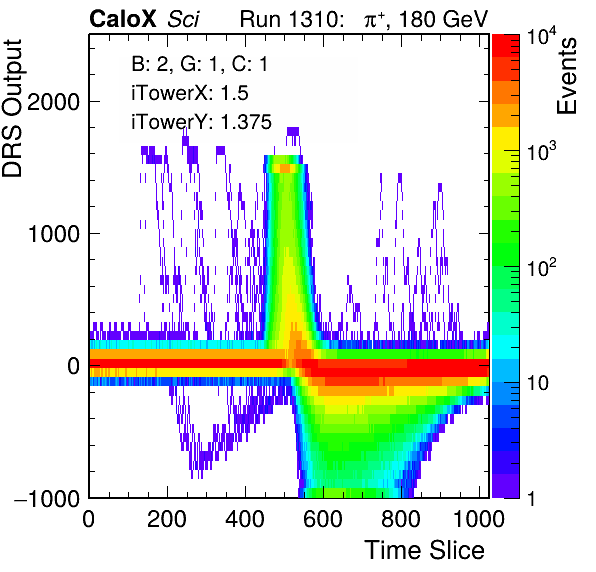 CaloX Sci Run 1310: π⁺, 180 GeV
B: 2, G: 1, C: 1
iTowerX: 1.5
iTowerY: 1.375
DRS Output
2000
1000
0
−1000
0 200 400 600 800 1000
Time Slice
Events
10⁴
10³
10²
10
1